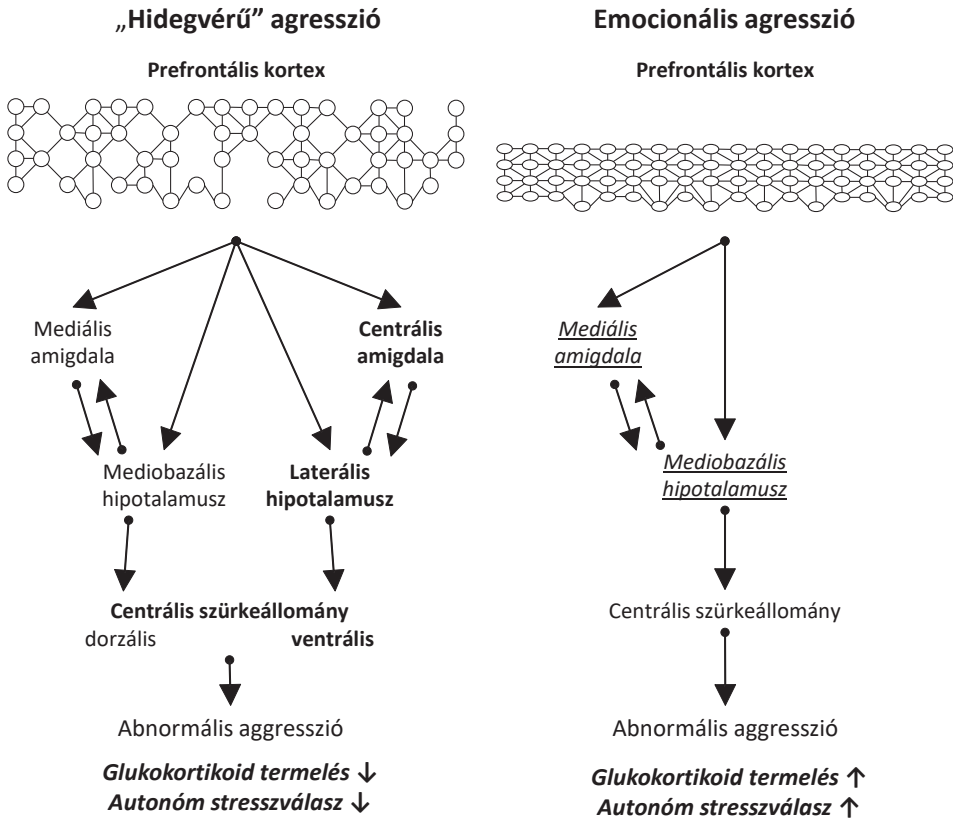 „Hidegvérű” agresszió
Prefrontális kortex
Mediális
amigdala
Centrális
amigdala
Mediobazális
hipotalamusz
Laterális
hipotalamusz
Centrális szürkeállomány
dorzális ventrális
Abnormális aggresszió
Glukokortikoid termelés ↓
Autonóm stresszválasz ↓
Emocionális agresszió
Prefrontális kortex
Mediális
amigdala
Mediobazális
hipotalamusz
Centrális szürkeállomány
Abnormális aggresszió
Glukokortikoid termelés ↑
Autonóm stresszválasz ↑